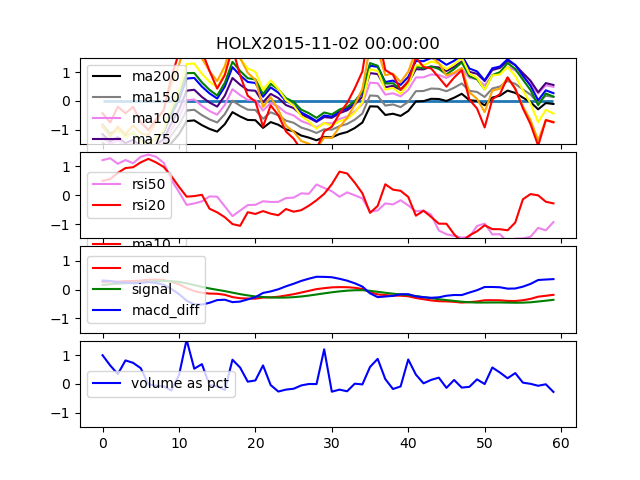 HOLX2015-11-02 00:00:00
1
0
−1
ma200
ma150
ma100
ma75
ma10
1
0
−1
rsi50
rsi20
1
0
−1
macd
signal
macd_diff
1
0
−1
volume as pct
0 10 20 30 40 50 60